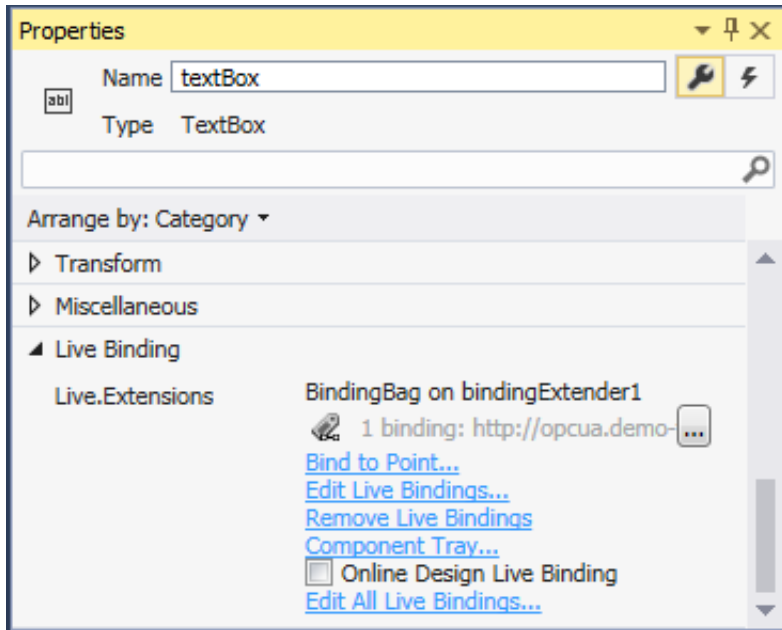 Properties
Name textBox
abl
Type TextBox
Arrange by: Category
Transform
Miscellaneous
Live Binding
Live.Extensions BindingBag on bindingExtender1
1 binding: http://opcua.demo- ...
Bind to Point...
Edit Live Bindings...
Remove Live Bindings
Component Tray...
Online Design Live Binding
Edit All Live Bindings...